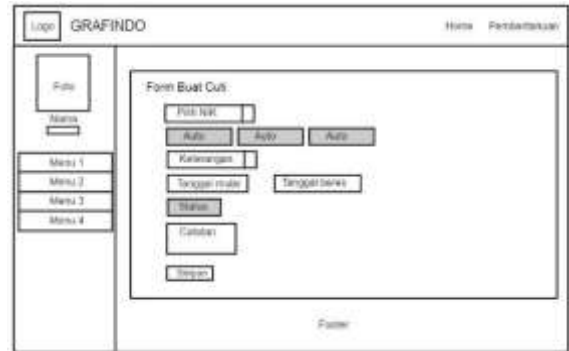 Logo GRAFINDO Home Pemberitahuan
Foto
Nama
Menu 1
Menu 2
Menu 3
Menu 4
Form Buat Cuti
Pilih NIK
Auto Auto Auto
Keterangan
Tanggal mulai Tanggal beres
Status
Catatan
Simpan
Footer